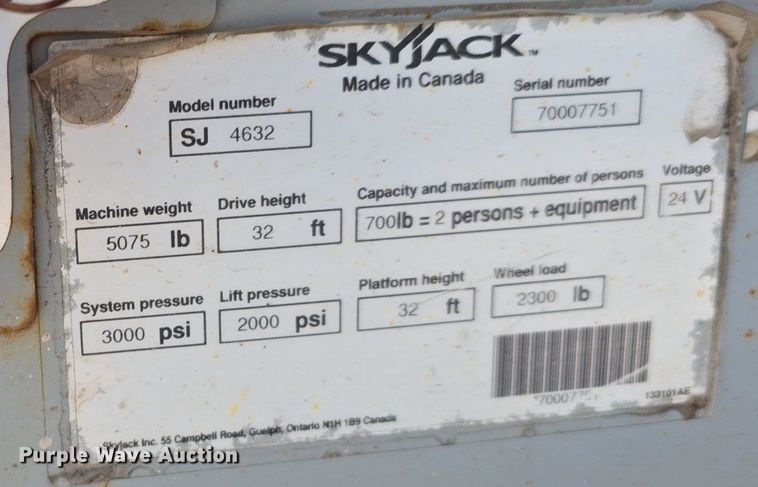 SKYJACK™
Made in Canada
Model number
SJ 4632
Serial number
70007751
Machine weight
5075 lb
Drive height
32 ft
Capacity and maximum number of persons
700lb = 2 persons + equipment
Voltage
24 V
System pressure
3000 psi
Lift pressure
2000 psi
Platform height
32 ft
Wheel load
2300 lb
133101AE
Skyjack Inc. 55 Campbell Road, Guelph, Ontario N1H 1B9 Canada
Purple Wave Auction